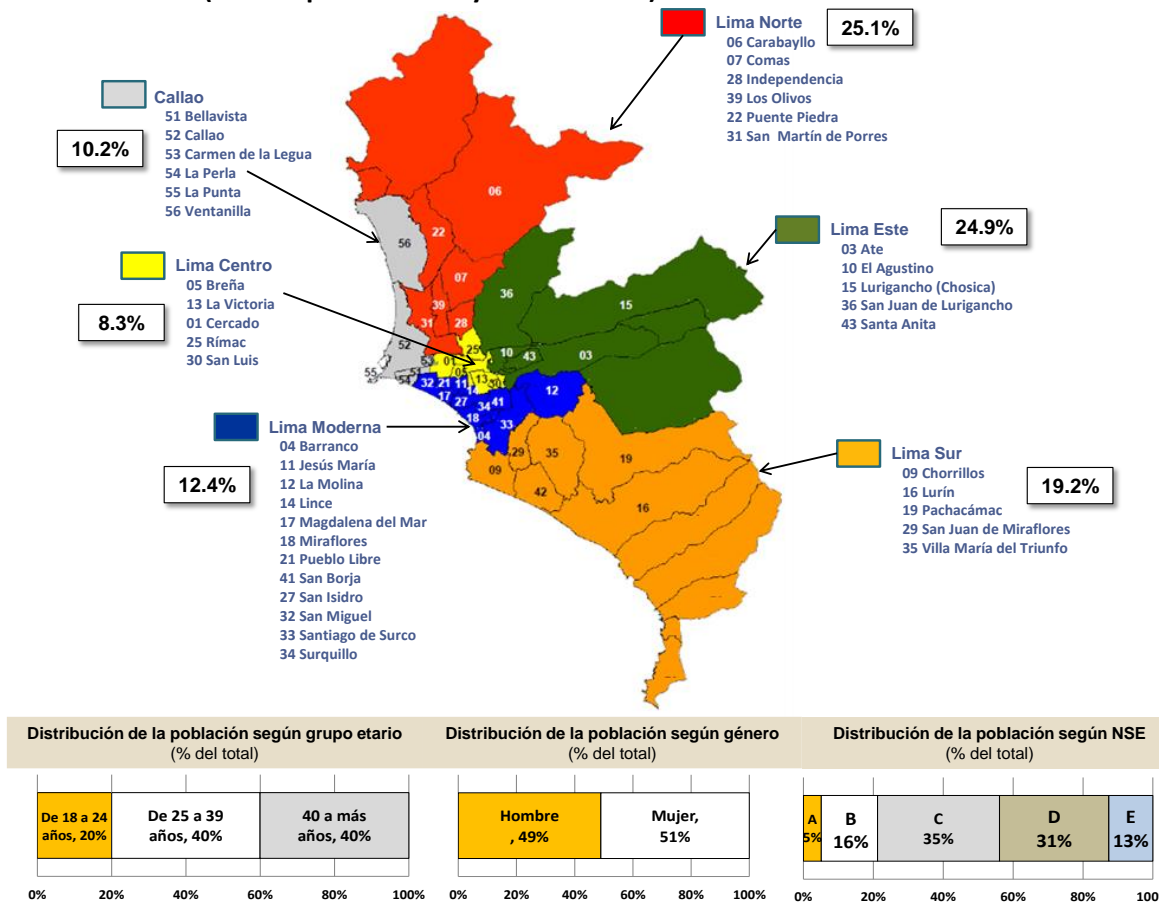 Lima Norte
25.1%
06 Carabayllo
07 Comas
28 Independencia
39 Los Olivos
22 Puente Piedra
31 San Martín de Porres
Callao
10.2%
51 Bellavista
52 Callao
53 Carmen de la Legua
54 La Perla
55 La Punta
56 Ventanilla
Lima Este
24.9%
03 Ate
10 El Agustino
15 Lurigancho (Chosica)
36 San Juan de Lurigancho
43 Santa Anita
Lima Centro
8.3%
05 Breña
13 La Victoria
01 Cercado
25 Rímac
30 San Luis
Lima Moderna
12.4%
04 Barranco
11 Jesús María
12 La Molina
14 Lince
17 Magdalena del Mar
18 Miraflores
21 Pueblo Libre
41 San Borja
27 San Isidro
32 San Miguel
33 Santiago de Surco
34 Surquillo
Lima Sur
19.2%
09 Chorrillos
16 Lurín
19 Pachacámac
29 San Juan de Miraflores
35 Villa María del Triunfo
06
56
22
07
36
15
39
31
28
52
25
10
43
03
53
01
55
51
54
05
13
30
32
21
11
14
12
17
27
34
41
18
33
04
29
35
19
09
42
16
Distribución de la población según grupo etario
(% del total)
De 18 a 24
años, 20%
De 25 a 39
años, 40%
40 a más
años, 40%
0% 20% 40% 60% 80% 100%
Distribución de la población según género
(% del total)
Hombre
, 49%
Mujer,
51%
0% 20% 40% 60% 80% 100%
Distribución de la población según NSE
(% del total)
A
5%
B
16%
C
35%
D
31%
E
13%
0% 20% 40% 60% 80% 100